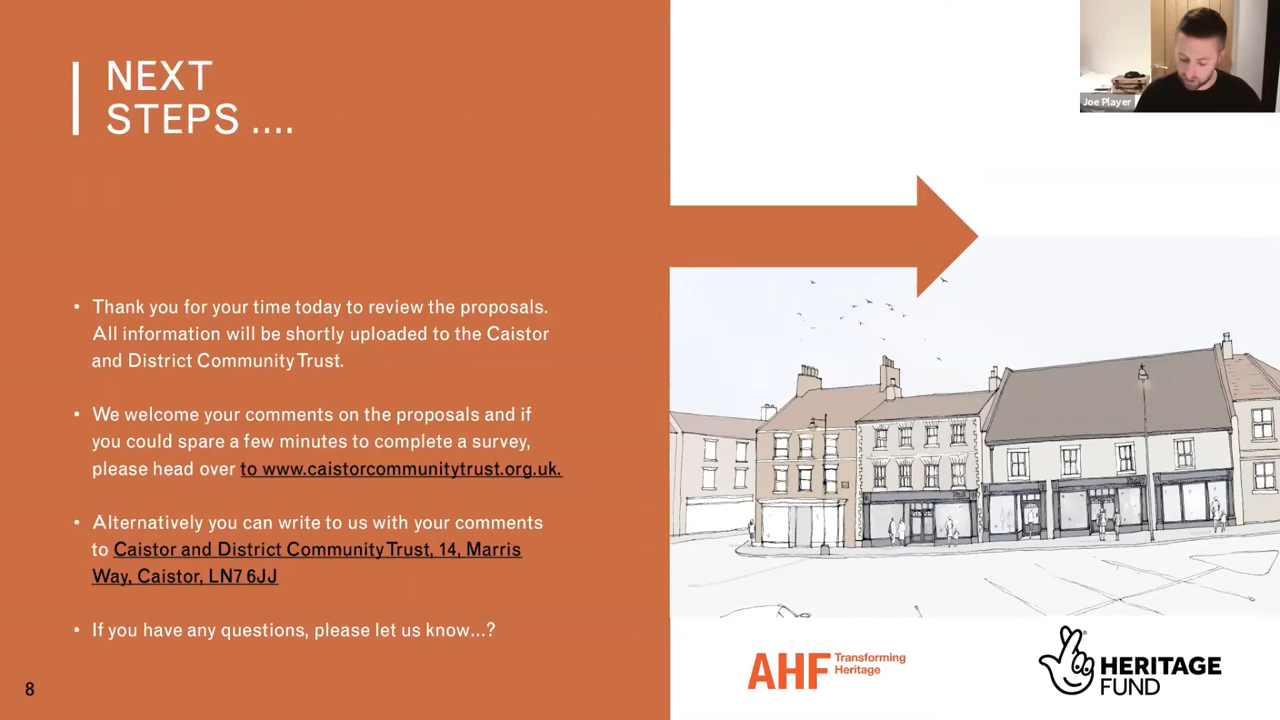 NEXT
STEPS ....
Joe Player
• Thank you for your time today to review the proposals.
All information will be shortly uploaded to the Caistor
and District Community Trust.
• We welcome your comments on the proposals and if
you could spare a few minutes to complete a survey,
please head over to www.caistorcommunitytrust.org.uk.
• Alternatively you can write to us with your comments
to Caistor and District Community Trust, 14, Marris
Way, Caistor, LN7 6JJ
• If you have any questions, please let us know...?
8
AHF Transforming
Heritage
HERITAGE
FUND